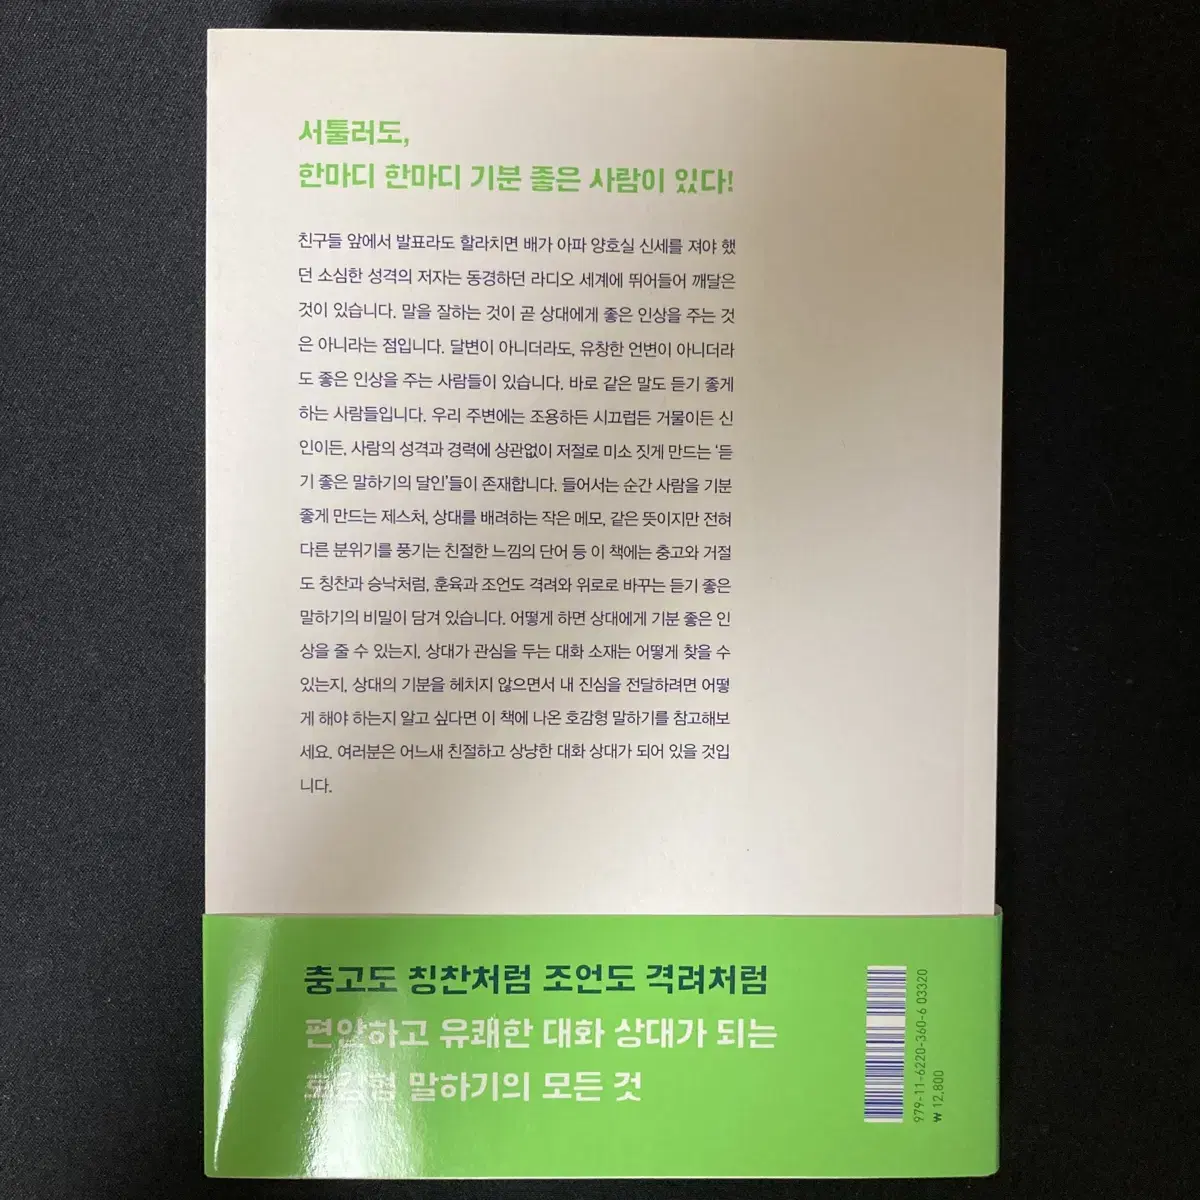 서툴러도,
한마디 한마디 기분 좋은 사람이 있다!
친구들 앞에서 발표라도 할라치면 배가 아파 양호실 신세를 져야 했
던 소심한 성격의 저자는 동경하던 라디오 세계에 뛰어들어 깨달은
것이 있습니다. 말을 잘하는 것이 곧 상대에게 좋은 인상을 주는 것
은 아니라는 점입니다. 달변이 아니더라도, 유창한 언변이 아니더라
도 좋은 인상을 주는 사람들이 있습니다. 바로 같은 말도 듣기 좋게
하는 사람들입니다. 우리 주변에는 조용하든 시끄럽든 거물이든 신
인이든, 사람의 성격과 경력에 상관없이 저절로 미소 짓게 만드는 ‘듣
기 좋은 말하기의 달인’들이 존재합니다. 들어서는 순간 사람을 기분
좋게 만드는 제스처, 상대를 배려하는 작은 메모, 같은 뜻이지만 전혀
다른 분위기를 풍기는 친절한 느낌의 단어 등 이 책에는 충고와 거절
도 칭찬과 승낙처럼, 훈육과 조언도 격려와 위로로 바꾸는 듣기 좋은
말하기의 비밀이 담겨 있습니다. 어떻게 하면 상대에게 기분 좋은 인
상을 줄 수 있는지, 상대가 관심을 두는 대화 소재는 어떻게 찾을 수
있는지, 상대의 기분을 헤치지 않으면서 내 진심을 전달하려면 어떻
게 해야 하는지 알고 싶다면 이 책에 나온 호감형 말하기를 참고해보
세요. 여러분은 어느새 친절하고 상냥한 대화 상대가 되어 있을 것입
니다.
충고도 칭찬처럼 조언도 격려처럼
편안하고 유쾌한 대화 상대가 되는
호감형 말하기의 모든 것
979-11-6220-360-6 03320
₩ 12,800